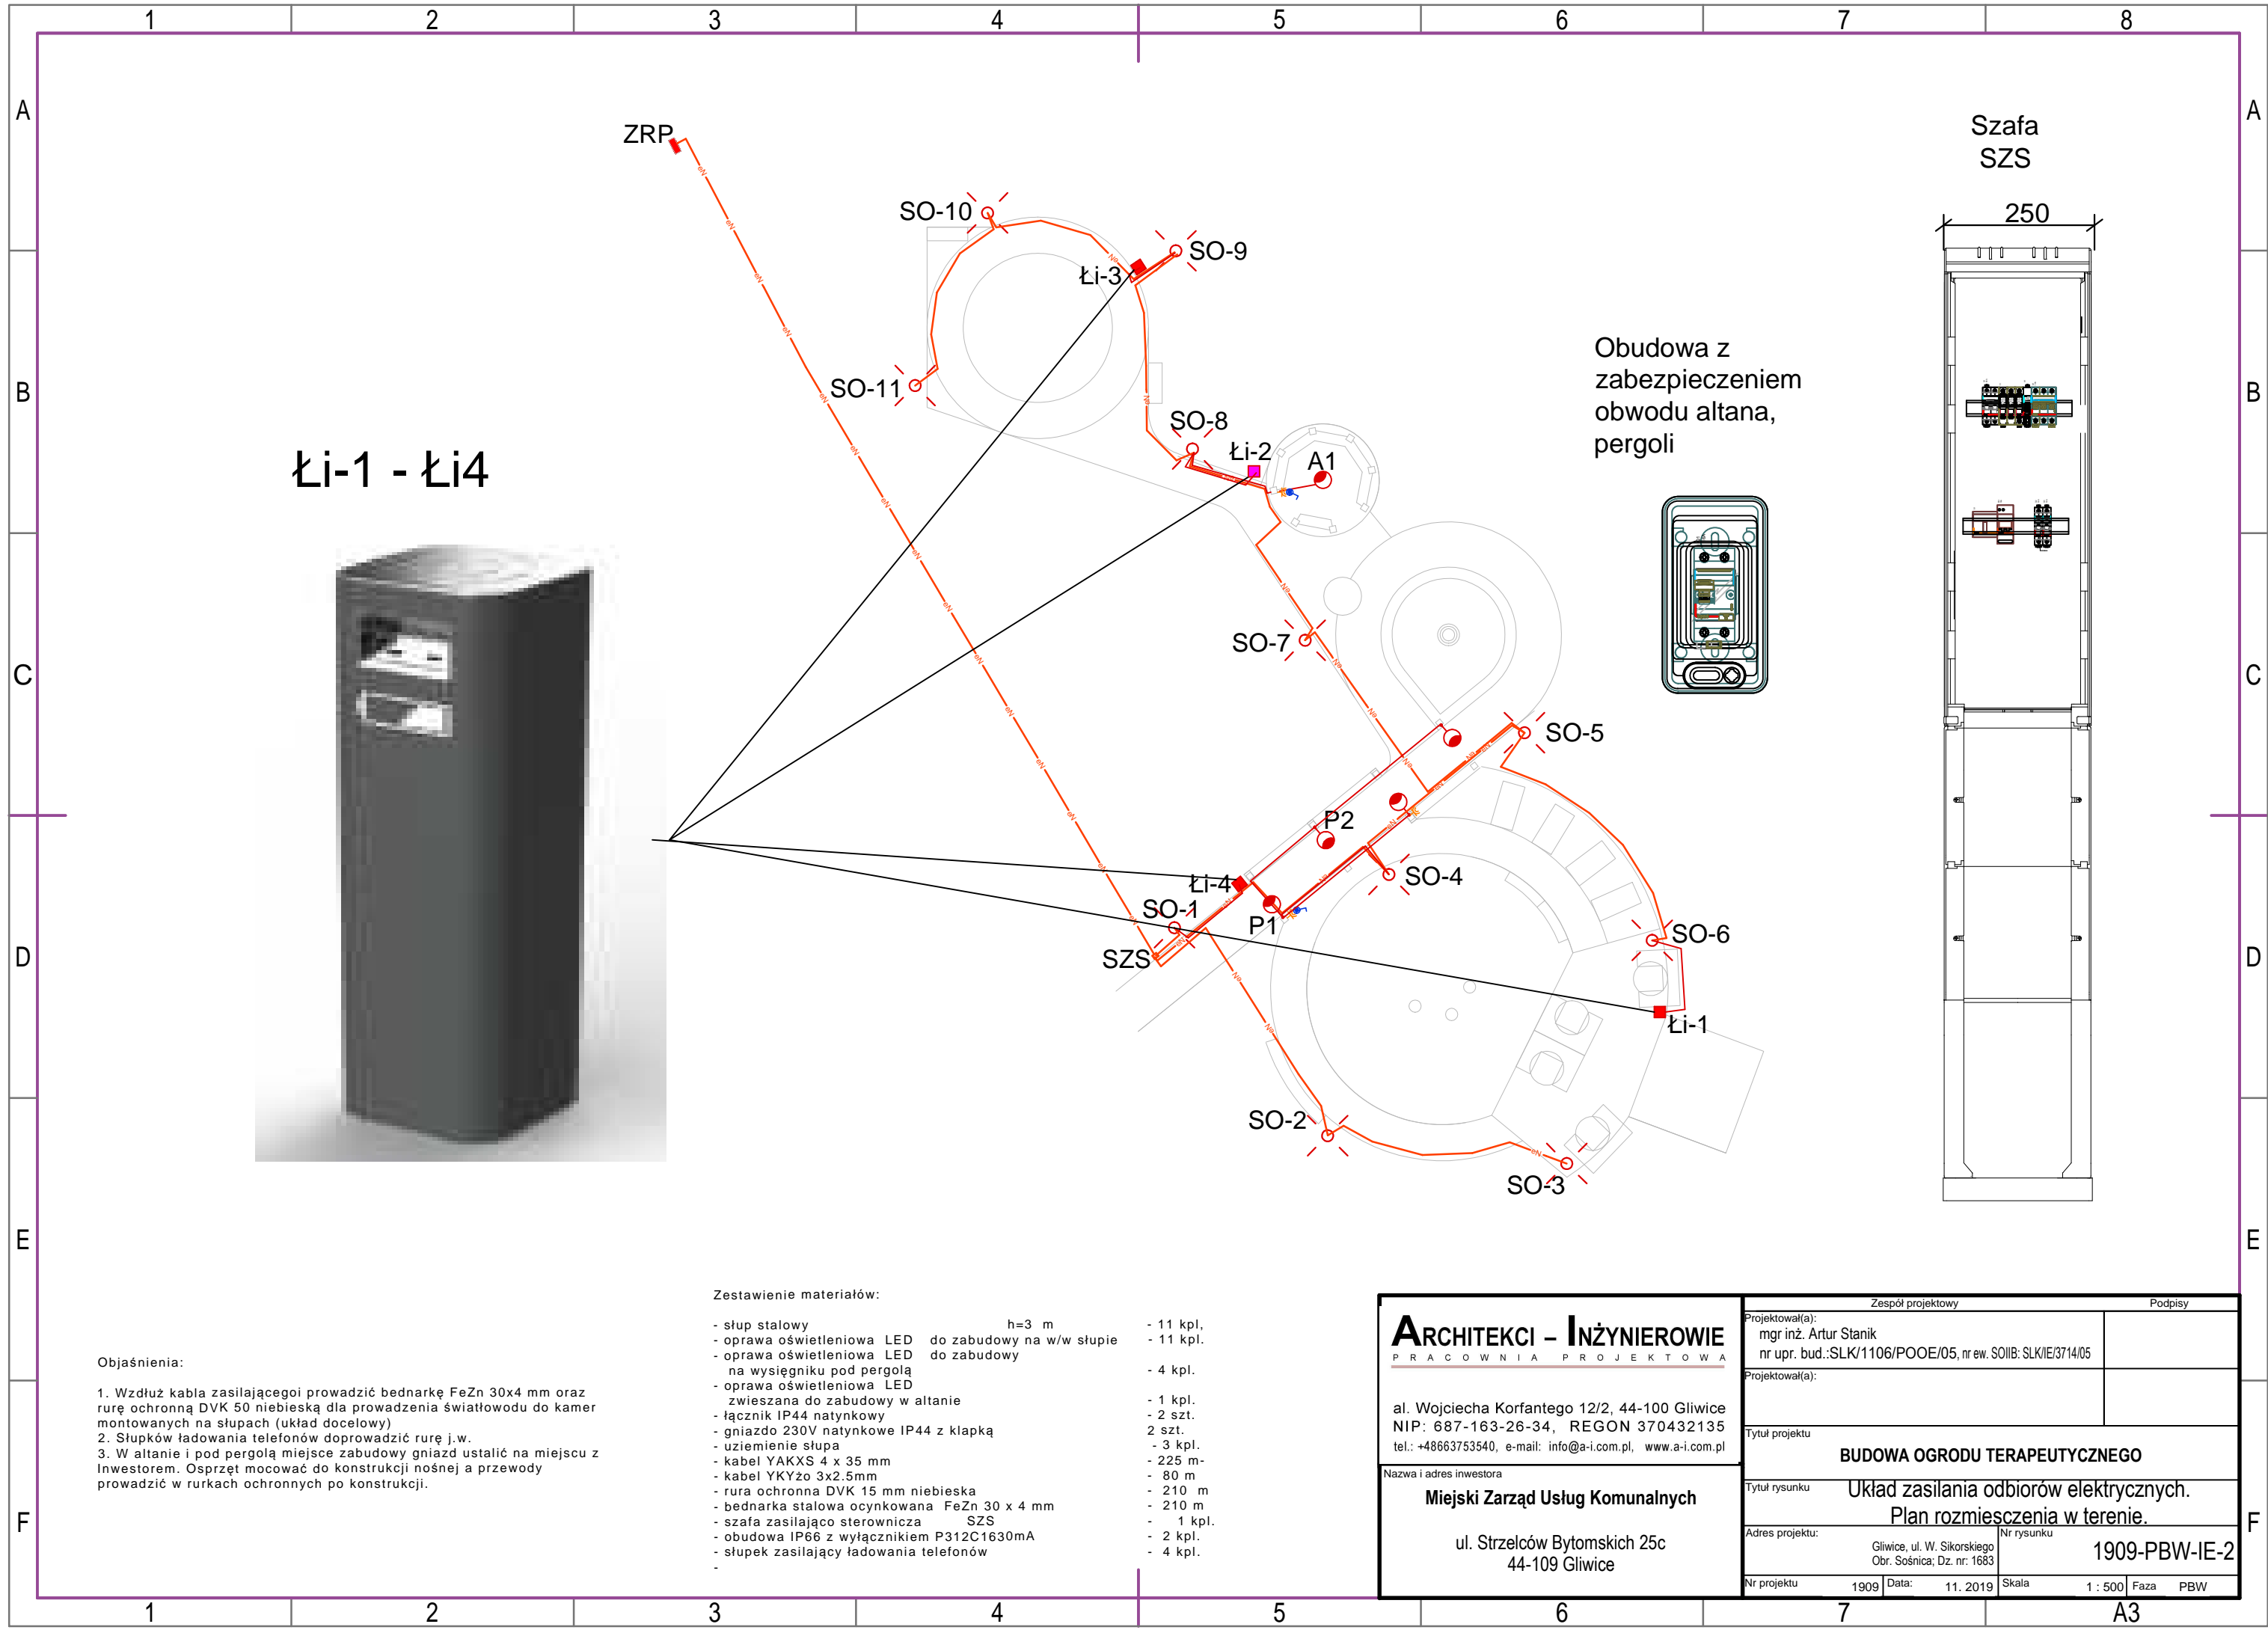 1 2 3 4 5 6 7 8
A A
B B
C C
D D
E E
F F
ZRP
SO-10
SO-9
Łi-3
SO-11
SO-8
Łi-2
A1
SO-7
SO-5
P2
SO-4
Łi-4
SO-1
P1
SZS
SO-6
Łi-1
SO-2
SO-3
Łi-1 - Łi4
Obudowa z
zabezpieczeniem
obwodu altana,
pergoli
Szafa
SZS
250
Objaśnienia:
1. Wzdłuż kabla zasilającegoi prowadzić bednarkę FeZn 30x4 mm oraz
rurę ochronną DVK 50 niebieską dla prowadzenia światłowodu do kamer
montowanych na słupach (układ docelowy)
2. Słupków ładowania telefonów doprowadzić rurę j.w.
3. W altanie i pod pergolą miejsce zabudowy gniazd ustalić na miejscu z
Inwestorem. Osprzęt mocować do konstrukcji nośnej a przewody
prowadzić w rurkach ochronnych po konstrukcji.
Zestawienie materiałów:
- słup stalowy h=3 m - 11 kpl,
- oprawa oświetleniowa LED do zabudowy na w/w słupie - 11 kpl.
- oprawa oświetleniowa LED do zabudowy
na wysięgniku pod pergolą - 4 kpl.
- oprawa oświetleniowa LED
zwieszana do zabudowy w altanie - 1 kpl.
- łącznik IP44 natynkowy - 2 szt.
- gniazdo 230V natynkowe IP44 z klapką 2 szt.
- uziemienie słupa - 3 kpl.
- kabel YAKXS 4 x 35 mm - 225 m-
- kabel YKYżo 3x2.5mm - 80 m
- rura ochronna DVK 15 mm niebieska - 210 m
- bednarka stalowa ocynkowana FeZn 30 x 4 mm - 210 m
- szafa zasilająco sterownicza SZS - 1 kpl.
- obudowa IP66 z wyłącznikiem P312C1630mA - 2 kpl.
- słupek zasilający ładowania telefonów - 4 kpl.
-
ARCHITEKCI – INŻYNIEROWIE
PRACOWNIA PROJEKTOWA
al. Wojciecha Korfantego 12/2, 44-100 Gliwice
NIP: 687-163-26-34, REGON 370432135
tel.: +48663753540, e-mail: info@a-i.com.pl, www.a-i.com.pl
Nazwa i adres inwestora
Miejski Zarząd Usług Komunalnych
ul. Strzelców Bytomskich 25c
44-109 Gliwice
Zespół projektowy Podpisy
Projektował(a):
mgr inż. Artur Stanik
nr upr. bud.:SLK/1106/POOE/05, nr ew. SOIIB: SLK/IE/3714/05
Projektował(a):
Tytuł projektu
BUDOWA OGRODU TERAPEUTYCZNEGO
Tytuł rysunku Układ zasilania odbiorów elektrycznych.
Plan rozmiesczenia w terenie.
Adres projektu:
Gliwice, ul. W. Sikorskiego
Obr. Sośnica; Dz. nr: 1683
Nr rysunku
1909-PBW-IE-2
Nr projektu 1909 Data: 11. 2019 Skala 1 : 500 Faza PBW
1 2 3 4 5 6 7 A3